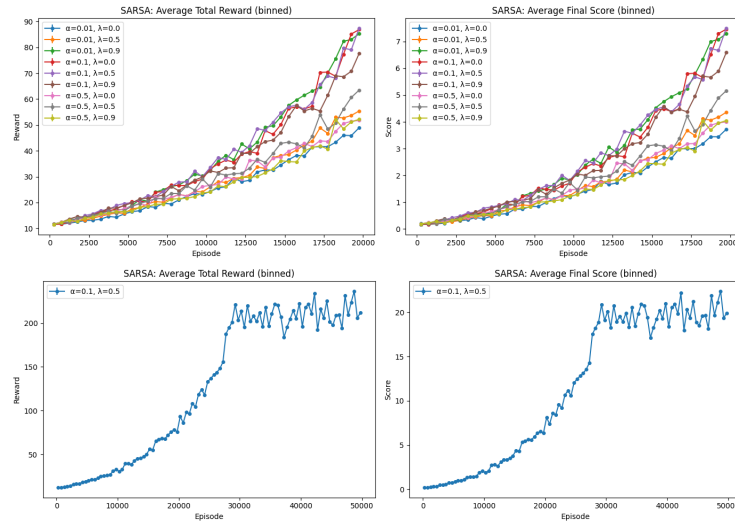 SARSA: Average Total Reward (binned)
α=0.01, λ=0.0
α=0.01, λ=0.5
α=0.01, λ=0.9
α=0.1, λ=0.0
α=0.1, λ=0.5
α=0.1, λ=0.9
α=0.5, λ=0.0
α=0.5, λ=0.5
α=0.5, λ=0.9
90
80
70
60
50
40
30
20
10
Reward
0 2500 5000 7500 10000 12500 15000 17500 20000
Episode
SARSA: Average Final Score (binned)
α=0.01, λ=0.0
α=0.01, λ=0.5
α=0.01, λ=0.9
α=0.1, λ=0.0
α=0.1, λ=0.5
α=0.1, λ=0.9
α=0.5, λ=0.0
α=0.5, λ=0.5
α=0.5, λ=0.9
7
6
5
4
3
2
1
0
Score
0 2500 5000 7500 10000 12500 15000 17500 20000
Episode
SARSA: Average Total Reward (binned)
α=0.1, λ=0.5
200
150
100
50
0
Reward
0 10000 20000 30000 40000 50000
Episode
SARSA: Average Final Score (binned)
α=0.1, λ=0.5
20
15
10
5
0
Score
0 10000 20000 30000 40000 50000
Episode